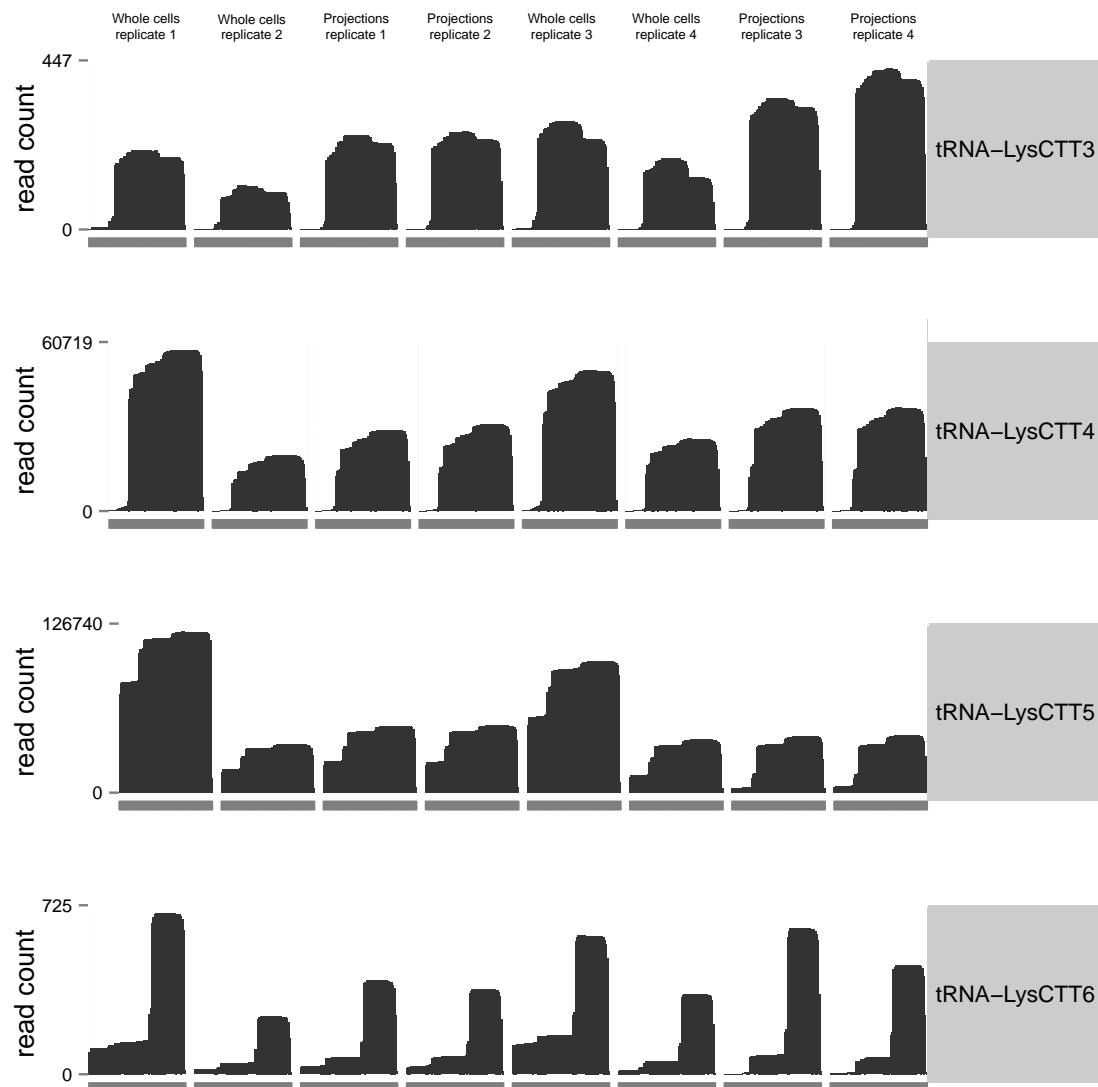 Whole cells replicate 1
Whole cells replicate 2
Projections replicate 1
Projections replicate 2
Whole cells replicate 3
Whole cells replicate 4
Projections replicate 3
Projections replicate 4
447
read count
0
tRNA−LysCTT3
60719
read count
0
tRNA−LysCTT4
126740
read count
0
tRNA−LysCTT5
725
read count
0
tRNA−LysCTT6